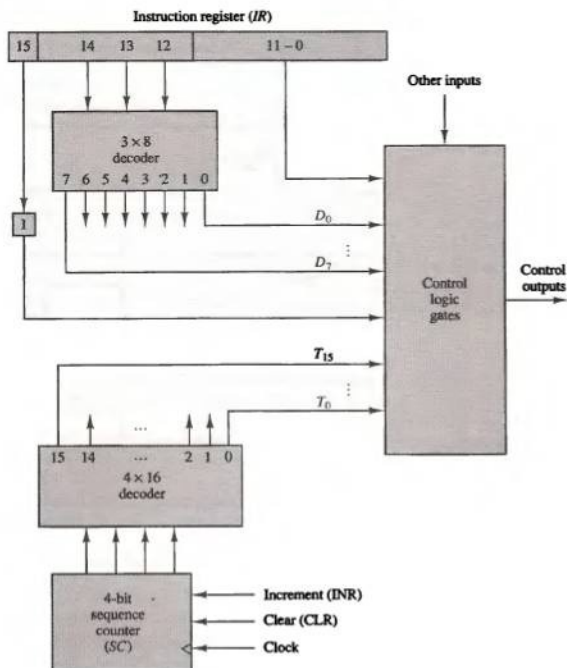 Instruction register (IR)
15 14 13 12 11 – 0
Other inputs
3 × 8
decoder
7 6 5 4 3 2 1 0
I
D0
⋮
D7
Control
logic
gates
Control
outputs
T15
⋮
T0
...
15 14 ... 2 1 0
4 × 16
decoder
4-bit
sequence
counter
(SC)
Increment (INR)
Clear (CLR)
Clock